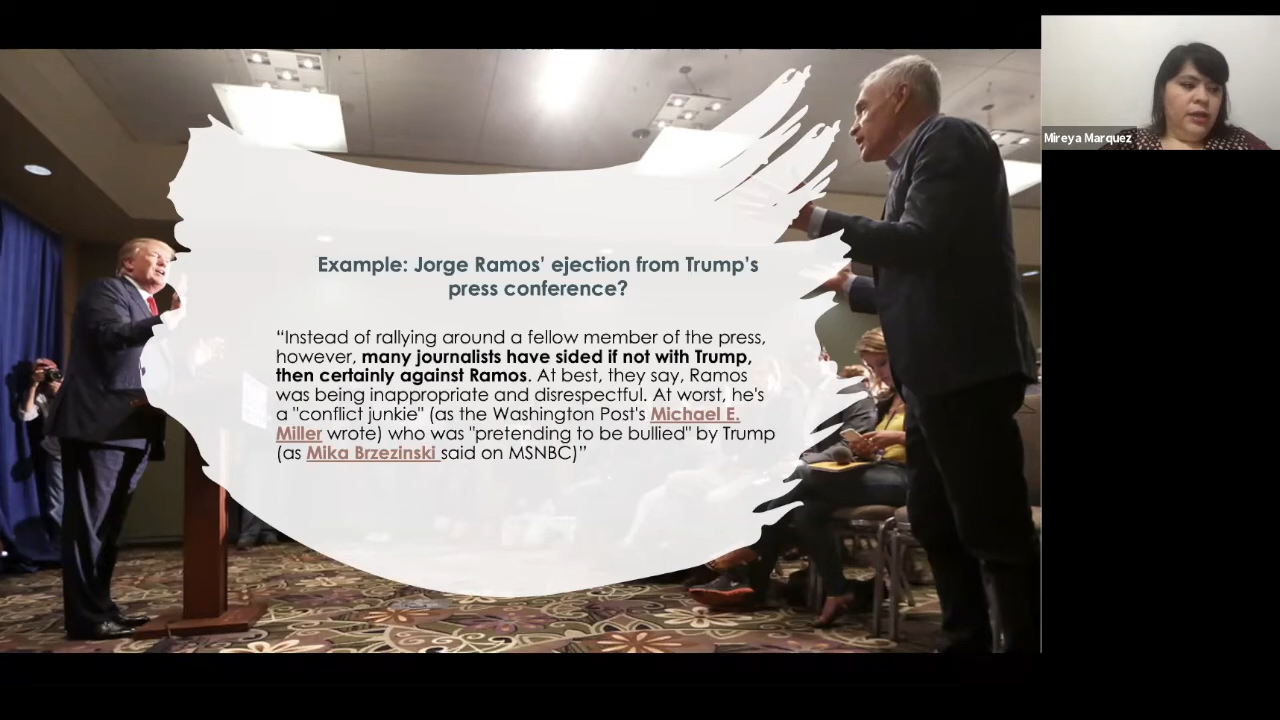 Example: Jorge Ramos’ ejection from Trump’s
press conference?
“Instead of rallying around a fellow member of the press,
however, many journalists have sided if not with Trump,
then certainly against Ramos. At best, they say, Ramos
was being inappropriate and disrespectful. At worst, he's
a "conflict junkie" (as the Washington Post's Michael E.
Miller wrote) who was "pretending to be bullied" by Trump
(as Mika Brzezinski said on MSNBC)”
Mireya Marquez